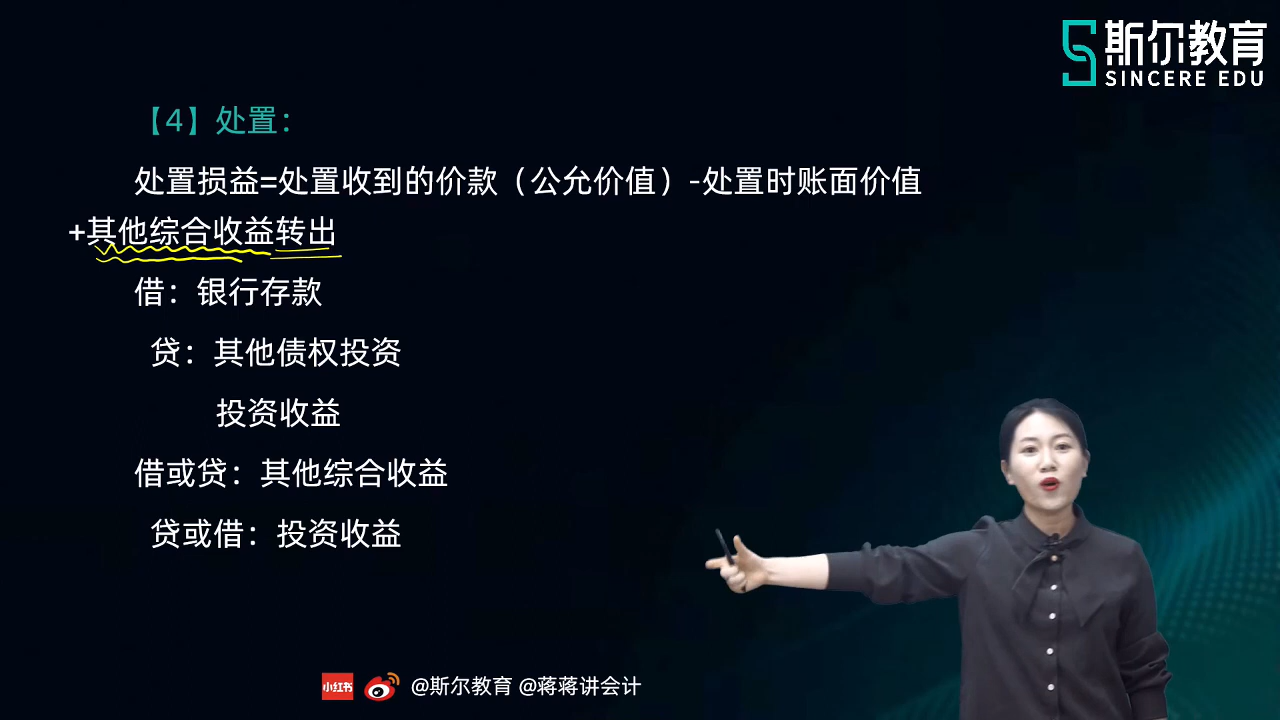 斯尔教育
SINCERE EDU
【4】处置：
处置损益=处置收到的价款（公允价值）-处置时账面价值
+其他综合收益转出
借：银行存款
贷：其他债权投资
投资收益
借或贷：其他综合收益
贷或借：投资收益
小红书 @斯尔教育 @蒋蒋讲会计